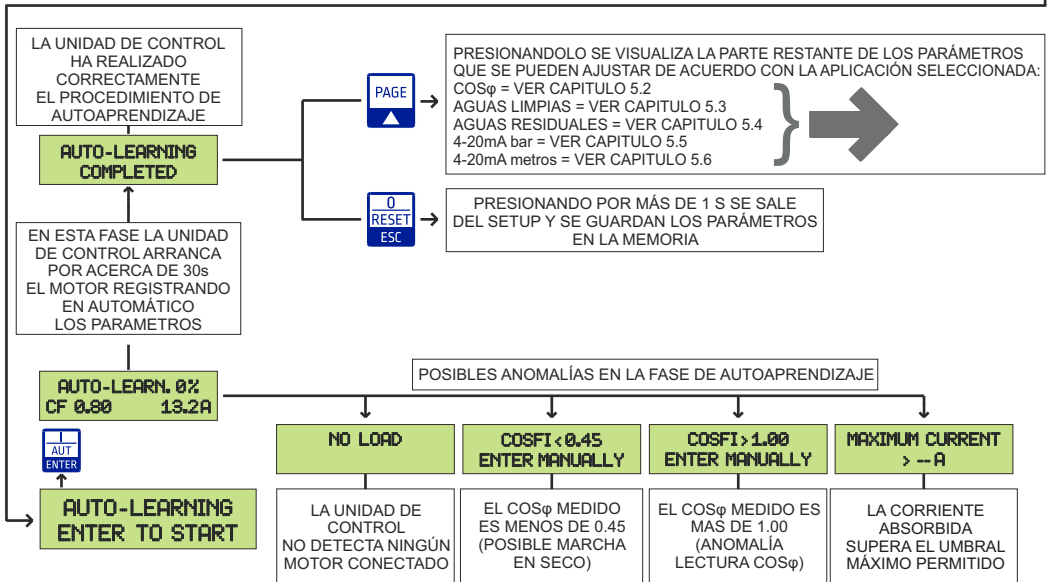 LA UNIDAD DE CONTROL
HA REALIZADO
CORRECTAMENTE
EL PROCEDIMIENTO DE
AUTOAPRENDIZAJE
AUTO-LEARNING
COMPLETED
PAGE
PRESIONANDOLO SE VISUALIZA LA PARTE RESTANTE DE LOS PARÁMETROS
QUE SE PUEDEN AJUSTAR DE ACUERDO CON LA APLICACIÓN SELECCIONADA:
COSφ = VER CAPITULO 5.2
AGUAS LIMPIAS = VER CAPITULO 5.3
AGUAS RESIDUALES = VER CAPITULO 5.4
4-20mA bar = VER CAPITULO 5.5
4-20mA metros = VER CAPITULO 5.6
0
RESET
ESC
PRESIONANDO POR MÁS DE 1 S SE SALE
DEL SETUP Y SE GUARDAN LOS PARÁMETROS
EN LA MEMORIA
EN ESTA FASE LA UNIDAD
DE CONTROL ARRANCA
POR ACERCA DE 30s
EL MOTOR REGISTRANDO
EN AUTOMÁTICO
LOS PARAMETROS
AUTO-LEARN. 0%
CF 0.80 13.2A
I
AUT
ENTER
AUTO-LEARNING
ENTER TO START
POSIBLES ANOMALÍAS EN LA FASE DE AUTOAPRENDIZAJE
NO LOAD
LA UNIDAD DE
CONTROL
NO DETECTA NINGÚN
MOTOR CONECTADO
COSFI<0.45
ENTER MANUALLY
EL COSφ MEDIDO
ES MENOS DE 0.45
(POSIBLE MARCHA
EN SECO)
COSFI>1.00
ENTER MANUALLY
EL COSφ MEDIDO ES
MAS DE 1.00
(ANOMALÍA
LECTURA COSφ)
MAXIMUM CURRENT
> -- A
LA CORRIENTE
ABSORBIDA
SUPERA EL UMBRAL
MÁXIMO PERMITIDO